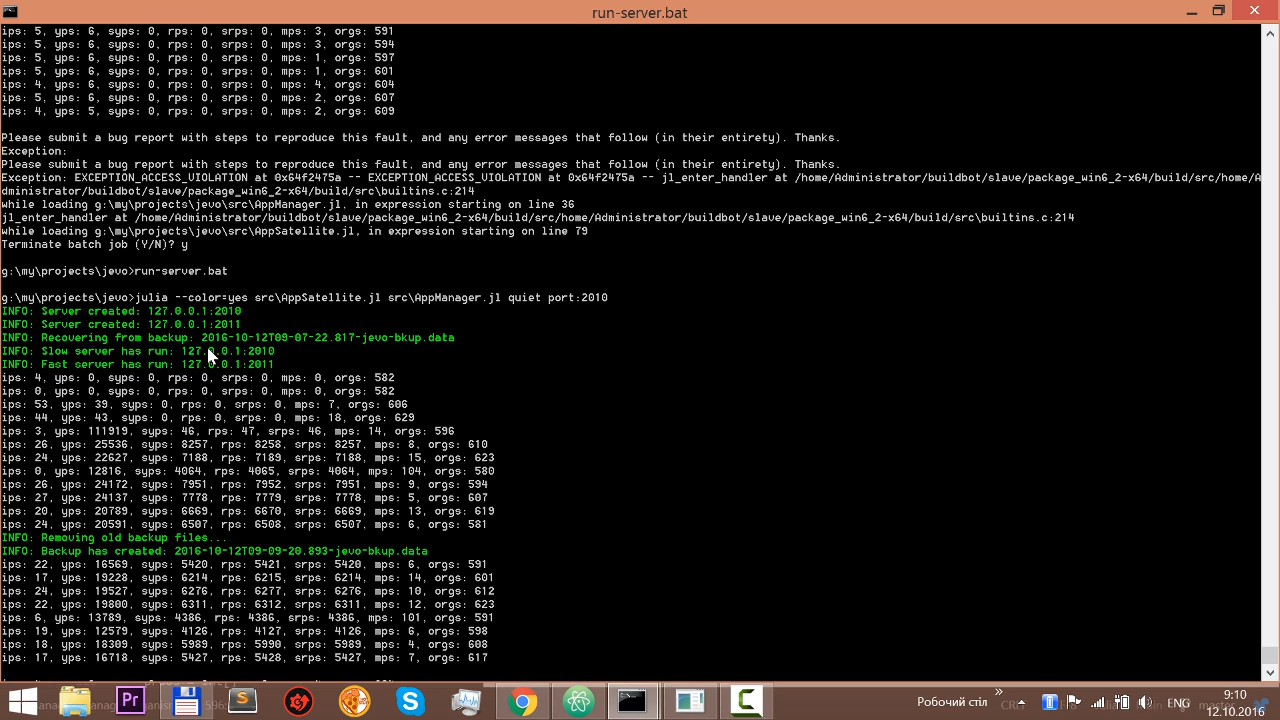 run-server.bat
ips: 5, yps: 6, syps: 0, rps: 0, srps: 0, mps: 3, orgs: 591
ips: 5, yps: 6, syps: 0, rps: 0, srps: 0, mps: 3, orgs: 594
ips: 5, yps: 6, syps: 0, rps: 0, srps: 0, mps: 1, orgs: 597
ips: 5, yps: 6, syps: 0, rps: 0, srps: 0, mps: 1, orgs: 601
ips: 4, yps: 6, syps: 0, rps: 0, srps: 0, mps: 4, orgs: 604
ips: 5, yps: 6, syps: 0, rps: 0, srps: 0, mps: 2, orgs: 607
ips: 4, yps: 5, syps: 0, rps: 0, srps: 0, mps: 2, orgs: 609
Please submit a bug report with steps to reproduce this fault, and any error messages that follow (in their entirety). Thanks.
Exception:
Please submit a bug report with steps to reproduce this fault, and any error messages that follow (in their entirety). Thanks.
Exception: EXCEPTION_ACCESS_VIOLATION at 0x64f2475a -- EXCEPTION_ACCESS_VIOLATION at 0x64f2475a -- jl_enter_handler at /home/Administrator/buildbot/slave/package_win6_2-x64/build/src/home/A
dministrator/buildbot/slave/package_win6_2-x64/build/src\builtins.c:214
while loading g:\my\projects\jevo\src\AppManager.jl, in expression starting on line 36
jl_enter_handler at /home/Administrator/buildbot/slave/package_win6_2-x64/build/src/home/Administrator/buildbot/slave/package_win6_2-x64/build/src\builtins.c:214
while loading g:\my\projects\jevo\src\AppSatellite.jl, in expression starting on line 79
Terminate batch job (Y/N)? y
g:\my\projects\jevo>run-server.bat
g:\my\projects\jevo>julia --color=yes src\AppSatellite.jl src\AppManager.jl quiet port:2010
INFO: Server created: 127.0.0.1:2010
INFO: Server created: 127.0.0.1:2011
INFO: Recovering from backup: 2016-10-12T09-07-22.817-jevo-bkup.data
INFO: Slow server has run: 127.0.0.1:2010
INFO: Fast server has run: 127.0.0.1:2011
ips: 4, yps: 0, syps: 0, rps: 0, srps: 0, mps: 0, orgs: 582
ips: 0, yps: 0, syps: 0, rps: 0, srps: 0, mps: 0, orgs: 582
ips: 53, yps: 39, syps: 0, rps: 0, srps: 0, mps: 7, orgs: 606
ips: 44, yps: 43, syps: 0, rps: 0, srps: 0, mps: 18, orgs: 629
ips: 3, yps: 111919, syps: 46, rps: 47, srps: 46, mps: 14, orgs: 596
ips: 26, yps: 25536, syps: 8257, rps: 8258, srps: 8257, mps: 8, orgs: 610
ips: 24, yps: 22627, syps: 7188, rps: 7189, srps: 7188, mps: 15, orgs: 623
ips: 0, yps: 12816, syps: 4064, rps: 4065, srps: 4064, mps: 104, orgs: 580
ips: 26, yps: 24172, syps: 7951, rps: 7952, srps: 7951, mps: 9, orgs: 594
ips: 27, yps: 24137, syps: 7778, rps: 7779, srps: 7778, mps: 5, orgs: 607
ips: 20, yps: 20789, syps: 6669, rps: 6670, srps: 6669, mps: 13, orgs: 619
ips: 24, yps: 20591, syps: 6507, rps: 6508, srps: 6507, mps: 6, orgs: 581
INFO: Removing old backup files...
INFO: Backup has created: 2016-10-12T09-09-20.893-jevo-bkup.data
ips: 22, yps: 16569, syps: 5420, rps: 5421, srps: 5420, mps: 6, orgs: 591
ips: 17, yps: 19228, syps: 6214, rps: 6215, srps: 6214, mps: 14, orgs: 601
ips: 24, yps: 19527, syps: 6276, rps: 6277, srps: 6276, mps: 10, orgs: 612
ips: 22, yps: 19800, syps: 6311, rps: 6312, srps: 6311, mps: 12, orgs: 623
ips: 6, yps: 13789, syps: 4386, rps: 4386, srps: 4386, mps: 101, orgs: 591
ips: 19, yps: 12579, syps: 4126, rps: 4127, srps: 4126, mps: 6, orgs: 598
ips: 18, yps: 18309, syps: 5989, rps: 5990, srps: 5989, mps: 4, orgs: 608
ips: 17, yps: 16718, syps: 5427, rps: 5428, srps: 5427, mps: 7, orgs: 617
Pr
S
Робочий стіл
»
ENG
9:10
12.10.2016